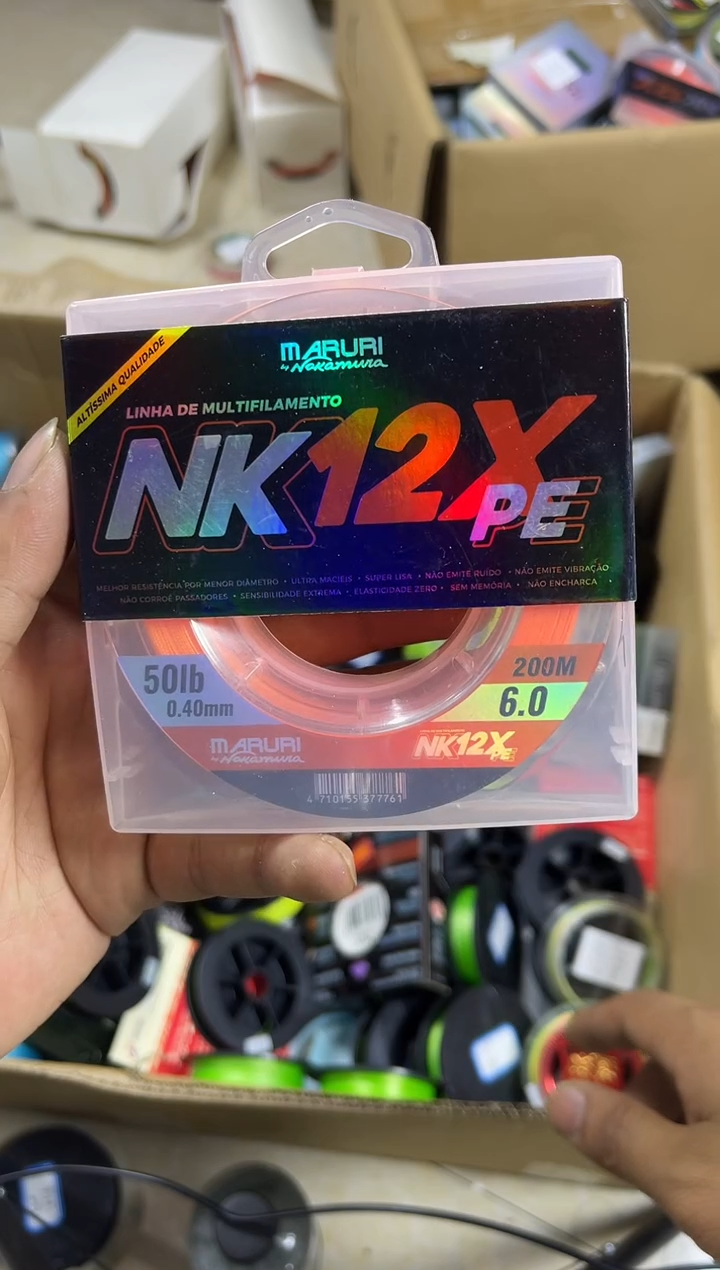 ALTÍSSIMA QUALIDADE
MARURI
by Nakamura
LINHA DE MULTIFILAMENTO
NK12X
PE
MELHOR RESISTÊNCIA POR MENOR DIÂMETRO • ULTRA MACIEIS • SUPER LISA • NÃO EMITE RUÍDO • NÃO EMITE VIBRAÇÃO
NÃO CORROÉ PASSADORES • SENSIBILIDADE EXTREMA • ELASTICIDADE ZERO • SEM MEMÓRIA • NÃO ENCHARCA
50lb
0.40mm
200M
6.0
MARURI
by Nakamura
NK12X
PE
4 710155 377761